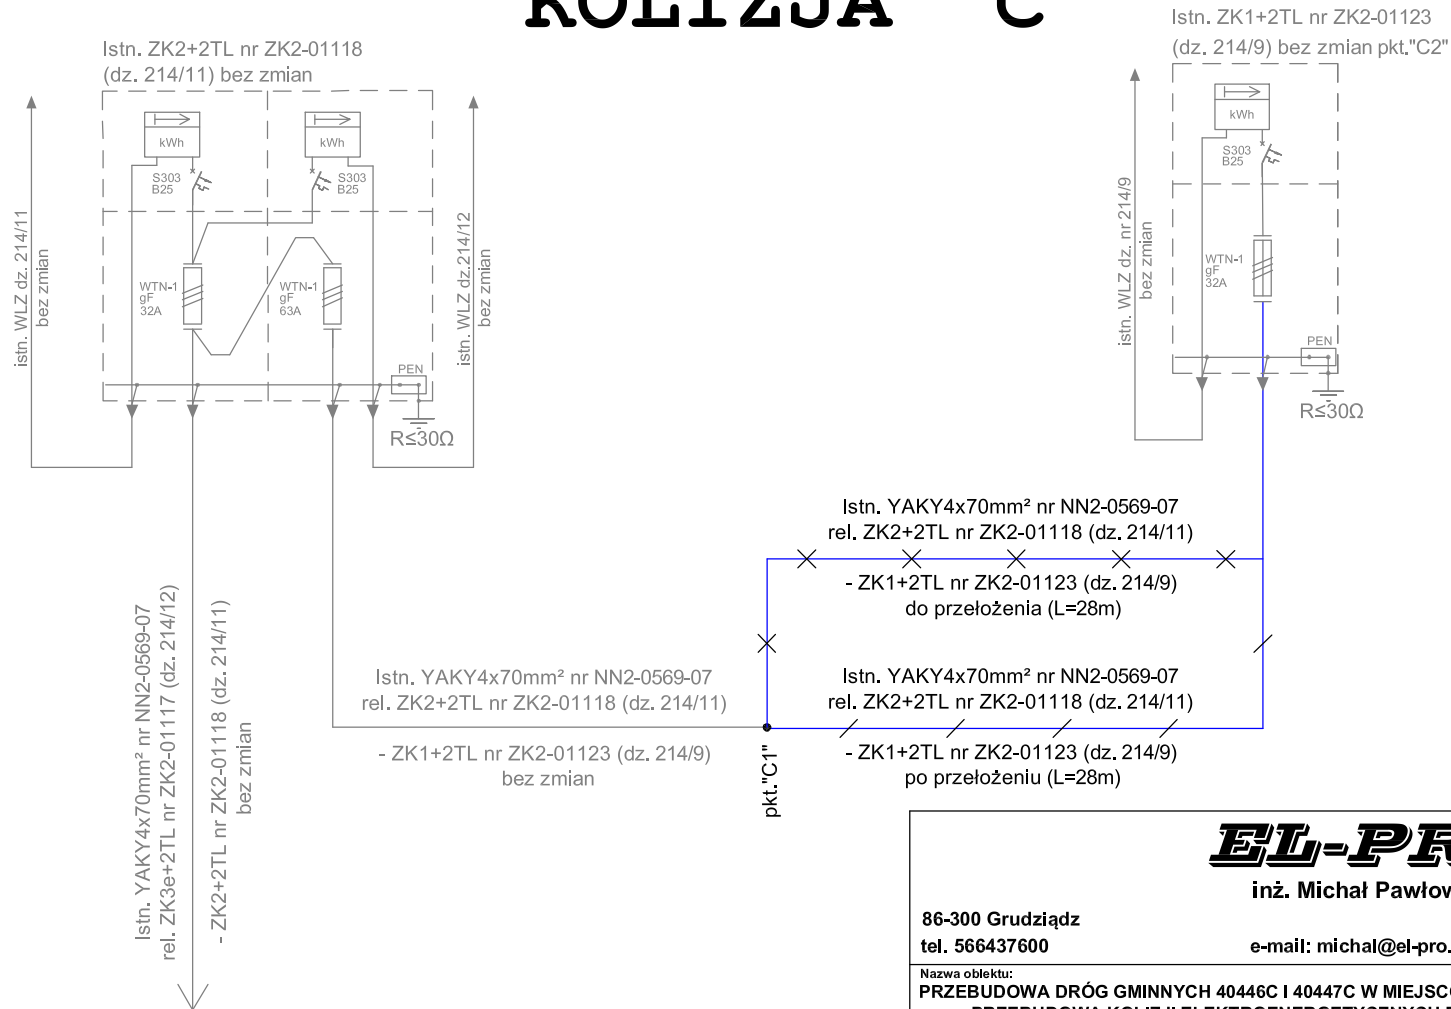 KOLIZJA "C"
Istn. ZK2+2TL nr ZK2-01118
(dz. 214/11) bez zmian
istn. WLZ dz. 214/11
bez zmian
kWh
S303
B25
kWh
S303
B25
WTN-1
gF
32A
WTN-1
gF
63A
PEN
R≤30Ω
istn. WLZ dz.214/12
bez zmian
Istn. ZK1+2TL nr ZK2-01123
(dz. 214/9) bez zmian pkt."C2"
istn. WLZ dz. nr 214/9
bez zmian
kWh
S303
B25
WTN-1
gF
32A
PEN
R≤30Ω
Istn. YAKY4x70mm² nr NN2-0569-07
rel. ZK2+2TL nr ZK2-01118 (dz. 214/11)
- ZK1+2TL nr ZK2-01123 (dz. 214/9)
do przełożenia (L=28m)
Istn. YAKY4x70mm² nr NN2-0569-07
rel. ZK2+2TL nr ZK2-01118 (dz. 214/11)
- ZK1+2TL nr ZK2-01123 (dz. 214/9)
po przełożeniu (L=28m)
Istn. YAKY4x70mm² nr NN2-0569-07
rel. ZK2+2TL nr ZK2-01118 (dz. 214/11)
- ZK1+2TL nr ZK2-01123 (dz. 214/9)
bez zmian
pkt."C1"
Istn. YAKY4x70mm² nr NN2-0569-07
rel. ZK3e+2TL nr ZK2-01117 (dz. 214/12)
- ZK2+2TL nr ZK2-01118 (dz. 214/11)
bez zmian
EL-PR
inż. Michał Pawłow
86-300 Grudziądz
tel. 566437600 e-mail: michal@el-pro.
Nazwa obiektu:
PRZEBUDOWA DRÓG GMINNYCH 40446C I 40447C W MIEJSC
PRZEBUDOWA KOLIZJI ELEKTROENERGETYCZNYCH